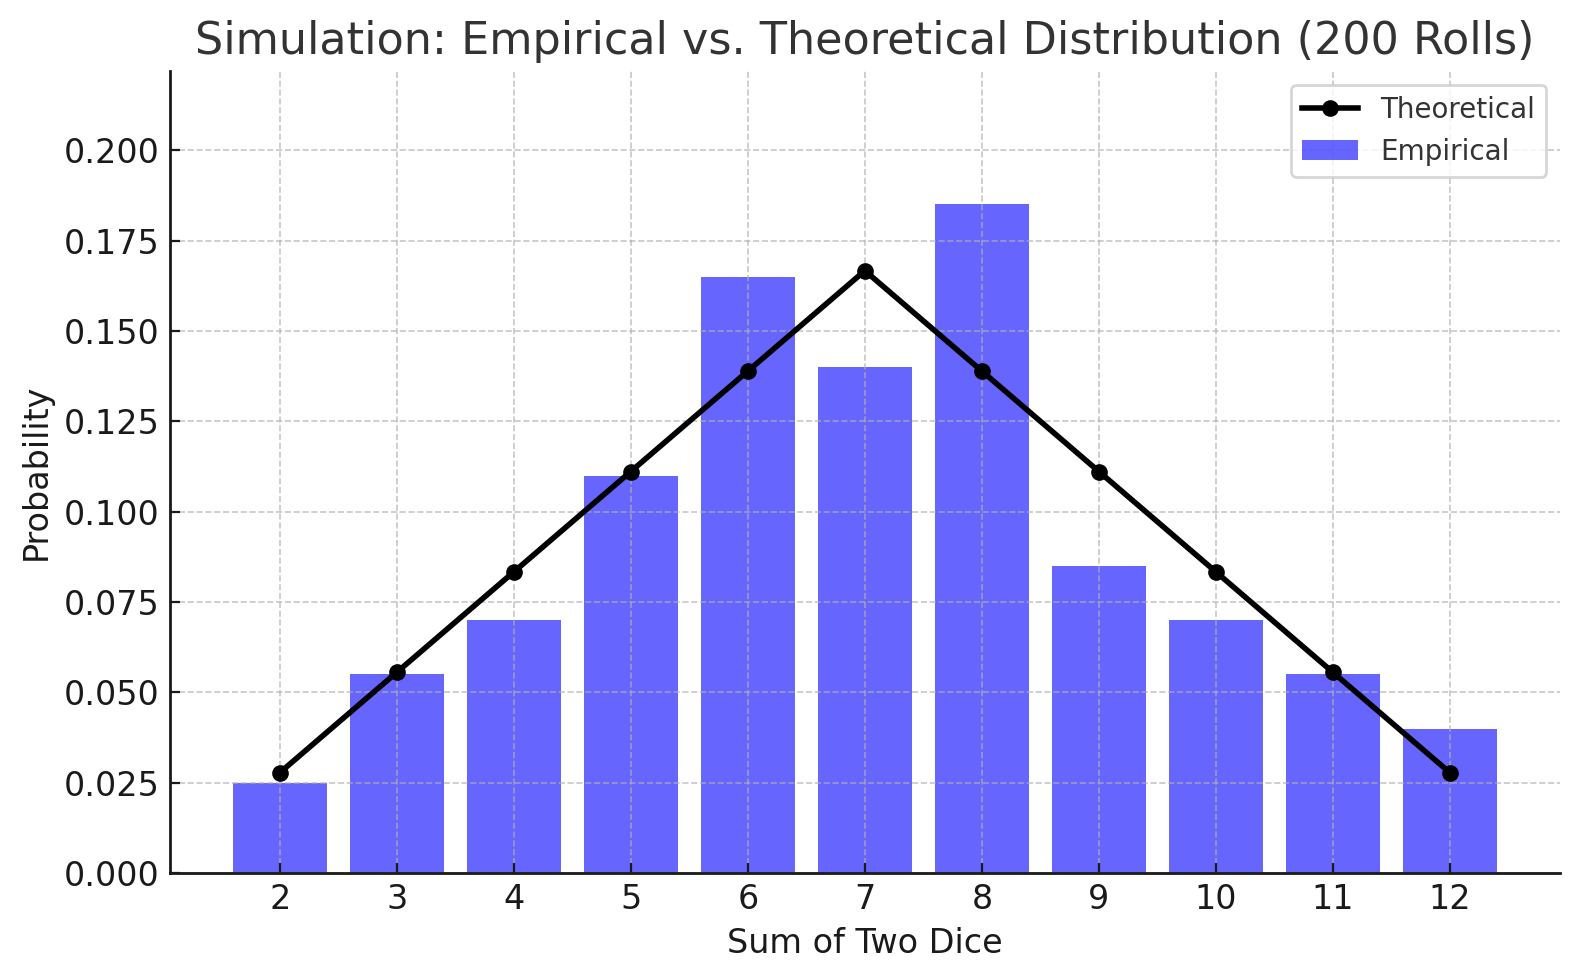 Simulation: Empirical vs. Theoretical Distribution (200 Rolls)
Theoretical
Empirical
Probability
0.200
0.175
0.150
0.125
0.100
0.075
0.050
0.025
0.000
2 3 4 5 6 7 8 9 10 11 12
Sum of Two Dice